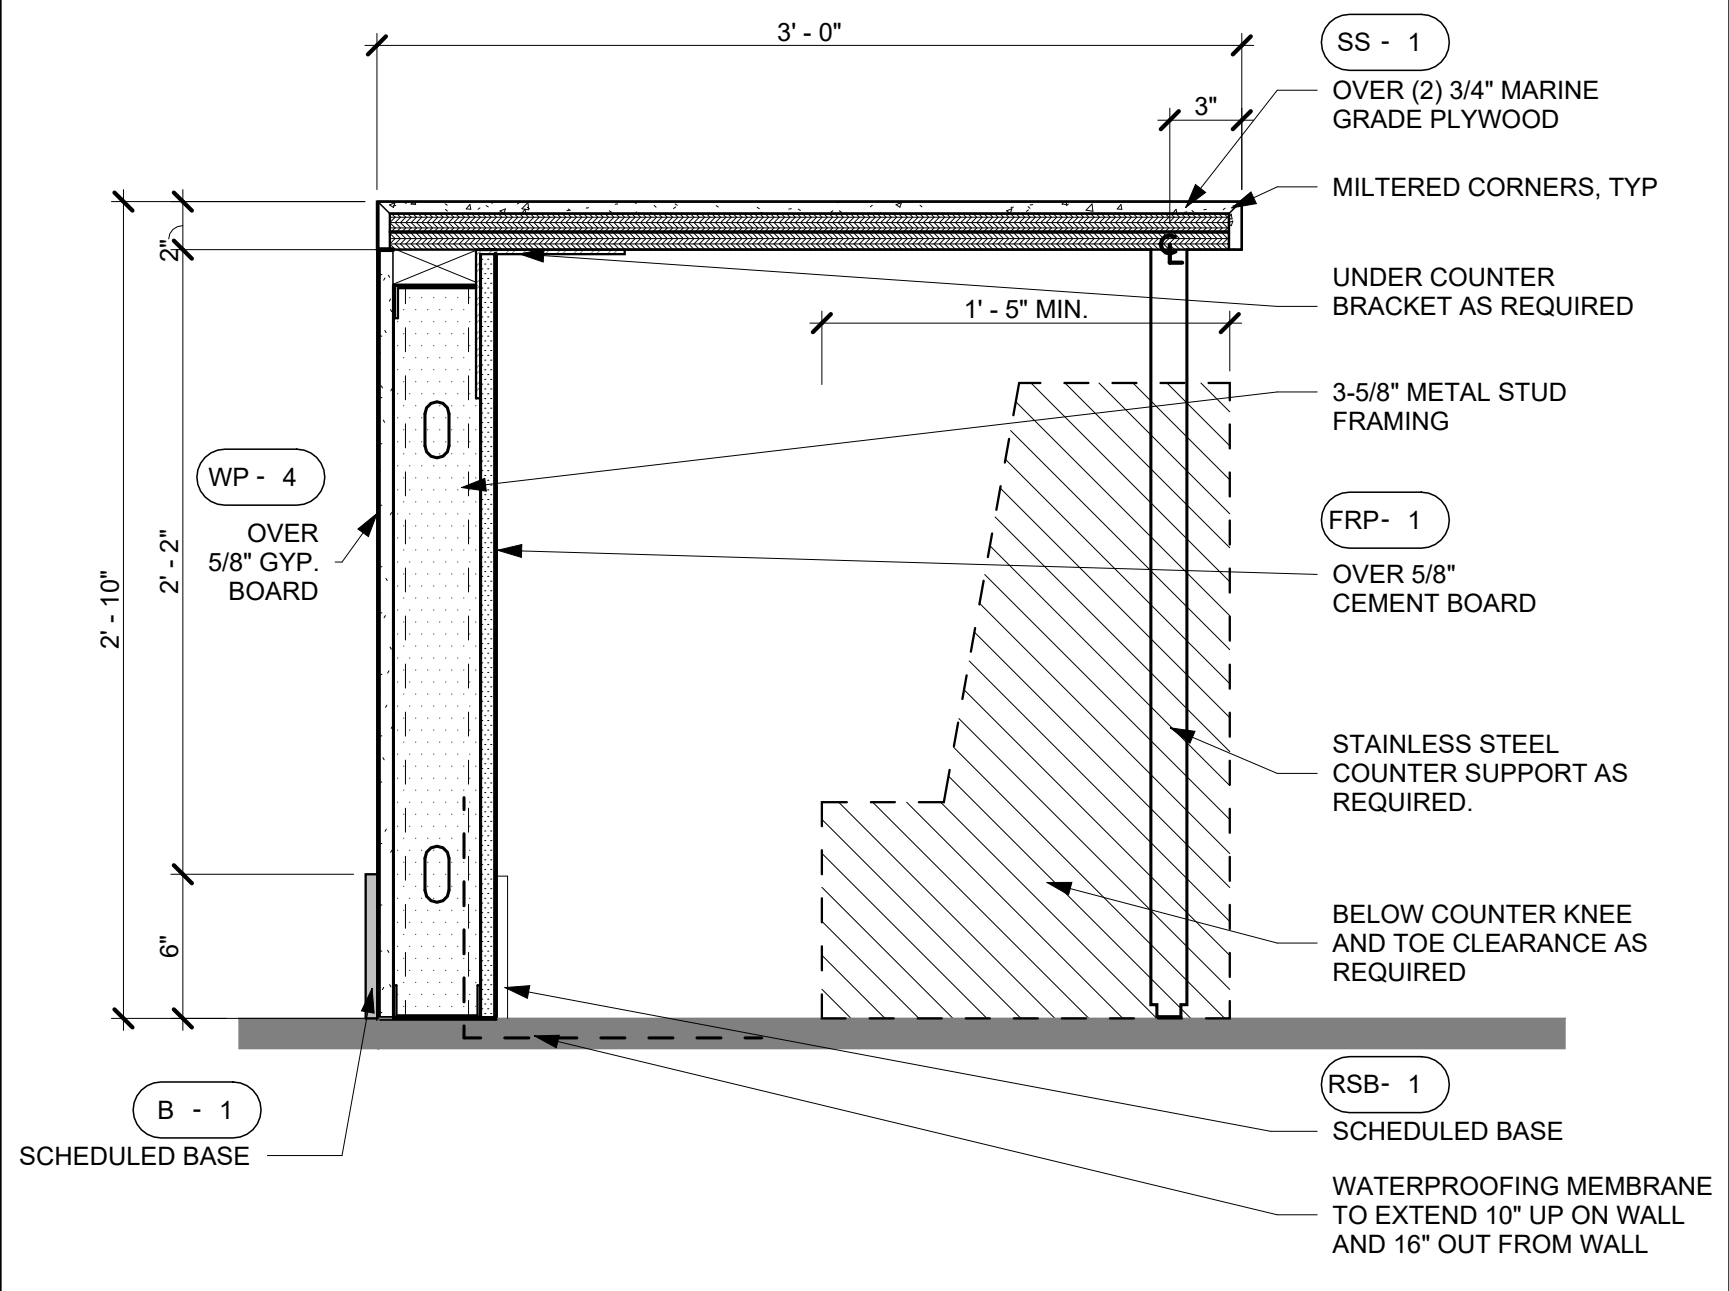 3' - 0"
SS - 1
OVER (2) 3/4" MARINE
GRADE PLYWOOD
3"
MILTERED CORNERS, TYP
2"
UNDER COUNTER
BRACKET AS REQUIRED
1' - 5" MIN.
3-5/8" METAL STUD
FRAMING
WP - 4
OVER
5/8" GYP.
BOARD
FRP- 1
OVER 5/8"
CEMENT BOARD
2' - 2"
2' - 10"
CL
STAINLESS STEEL
COUNTER SUPPORT AS
REQUIRED.
6"
BELOW COUNTER KNEE
AND TOE CLEARANCE AS
REQUIRED
B - 1
SCHEDULED BASE
RSB- 1
SCHEDULED BASE
WATERPROOFING MEMBRANE
TO EXTEND 10" UP ON WALL
AND 16" OUT FROM WALL